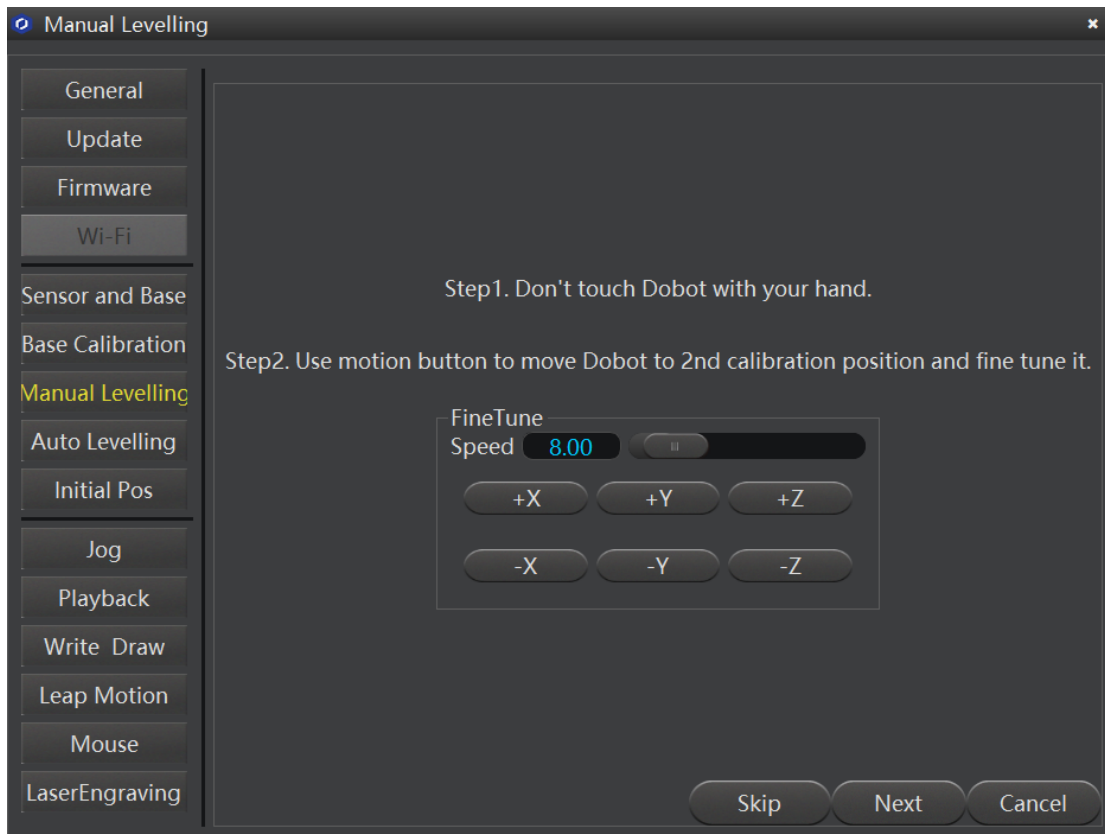 Manual Levelling
General
Update
Firmware
Wi-Fi
Sensor and Base
Base Calibration
Manual Levelling
Auto Levelling
Initial Pos
Jog
Playback
Write Draw
Leap Motion
Mouse
LaserEngraving
Step1. Don't touch Dobot with your hand.
Step2. Use motion button to move Dobot to 2nd calibration position and fine tune it.
FineTune
Speed 8.00
+X +Y +Z
-X -Y -Z
Skip Next Cancel